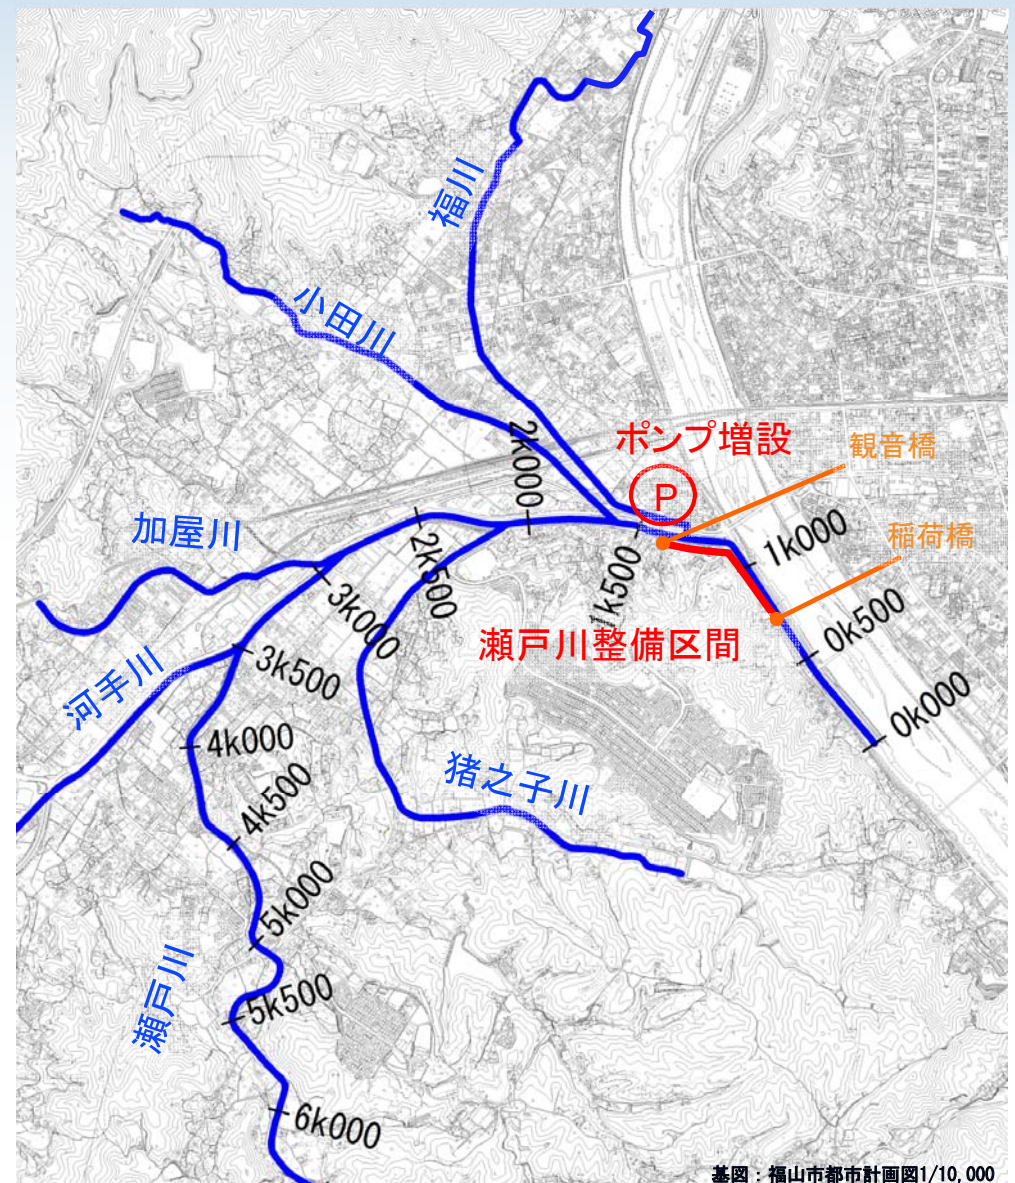 福川
小田川
2k000
ポンプ増設
P
観音橋
加屋川
2k500
1k500
1k000
稲荷橋
3k000
0k500
瀬戸川整備区間
河手川
3k500
0k000
4k000
猪之子川
4k500
5k000
瀬戸川
5k500
6k000
基図:福山市都市計画図1/10,000